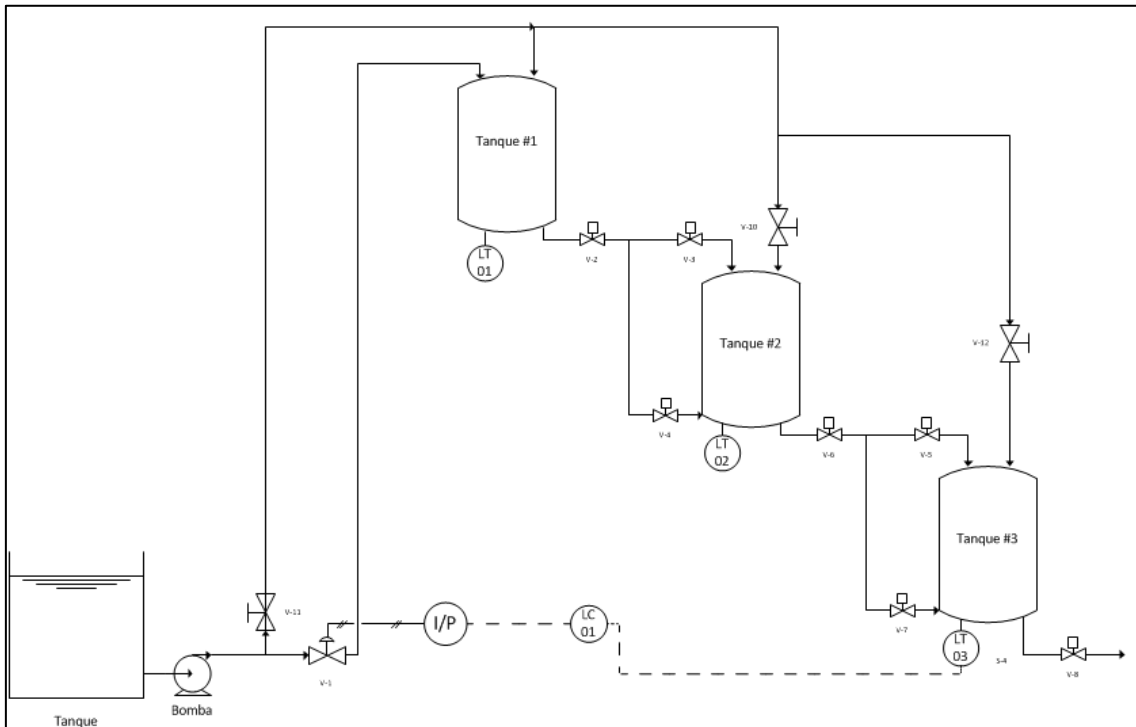 Tanque #1
LT
01
V-2
V-3
V-10
Tanque #2
V-12
V-4
LT
02
V-6
V-5
Tanque #3
V-11
I/P
LC
01
V-7
LT
03
S-4
V-8
V-1
Bomba
Tanque